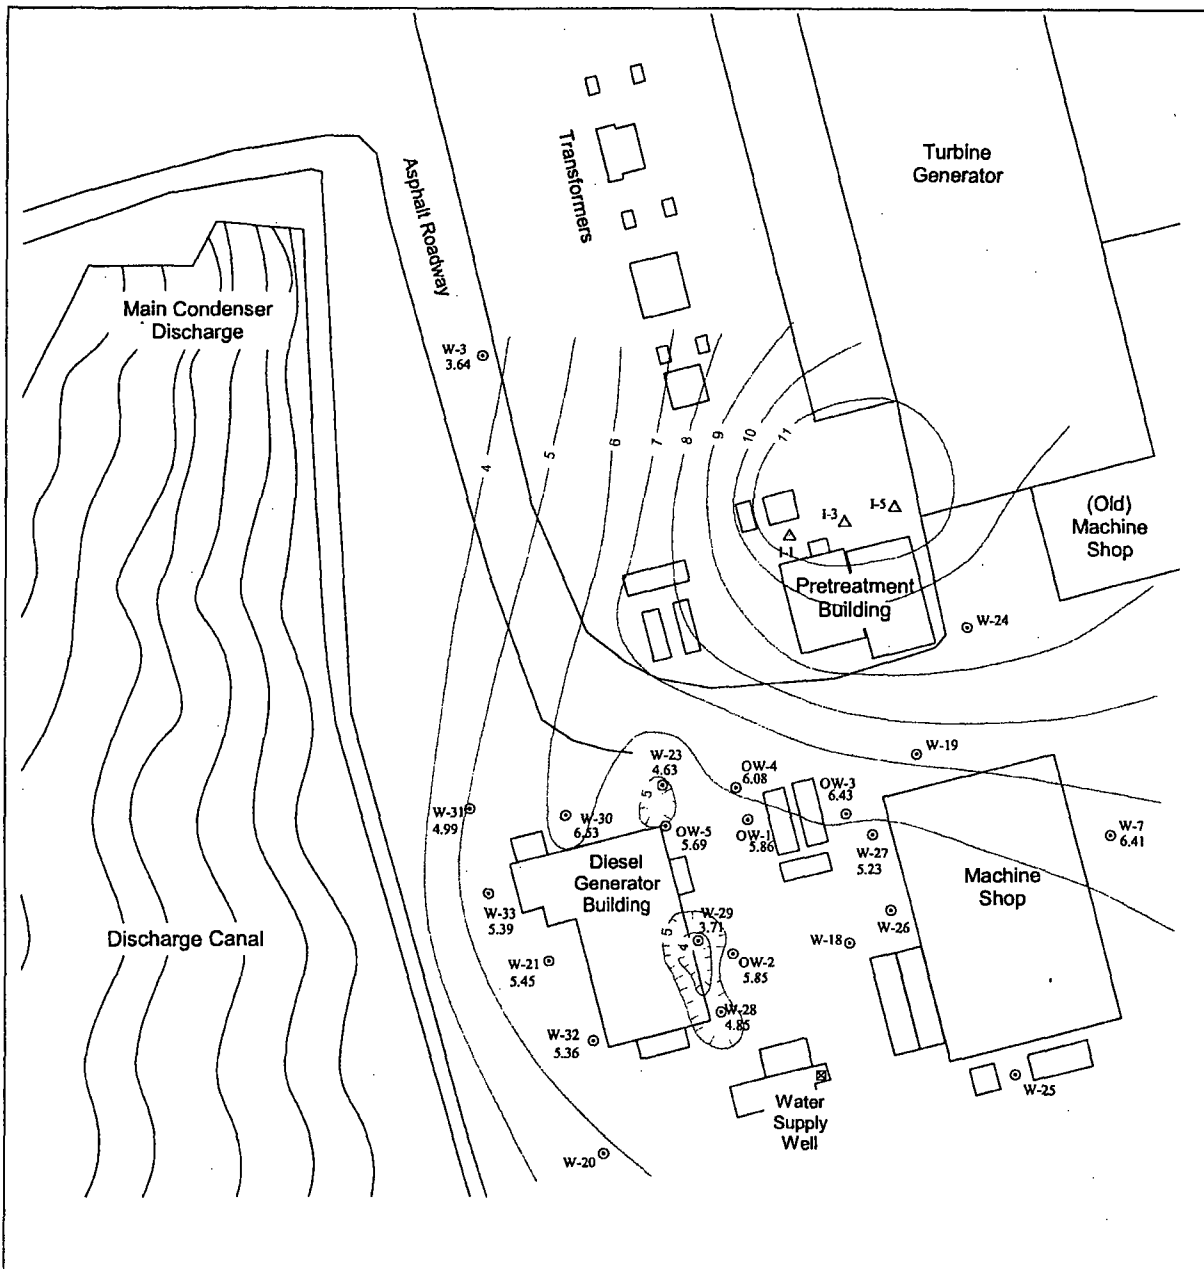 Turbine
Generator
Transformers
Asphalt Roadway
Main Condenser
Discharge
W-3
3.64
4
5
6
7
8
9
10
11
(Old)
Machine
Shop
I-3
I-5
I-1
Pretreatment
Building
W-24
W-19
W-23
4.63
5
OW-4
6.08
OW-3
6.43
W-31
4.99
W-30
6.53
OW-5
5.69
OW-1
5.86
W-27
5.23
W-7
6.41
Diesel
Generator
Building
Machine
Shop
W-33
5.39
W-29
3.71
5
4
W-26
W-18
Discharge Canal
W-21
5.45
OW-2
5.85
W-28
4.85
W-32
5.36
Water
Supply
Well
W-25
W-20